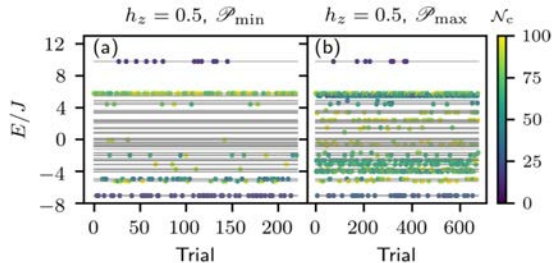 h_z = 0.5, 𝒫_min
h_z = 0.5, 𝒫_max
𝒩_c
(a)
(b)
E/J
12
8
4
0
−4
−8
0
50
100
150
200
Trial
0
200
400
600
Trial
100
75
50
25
0